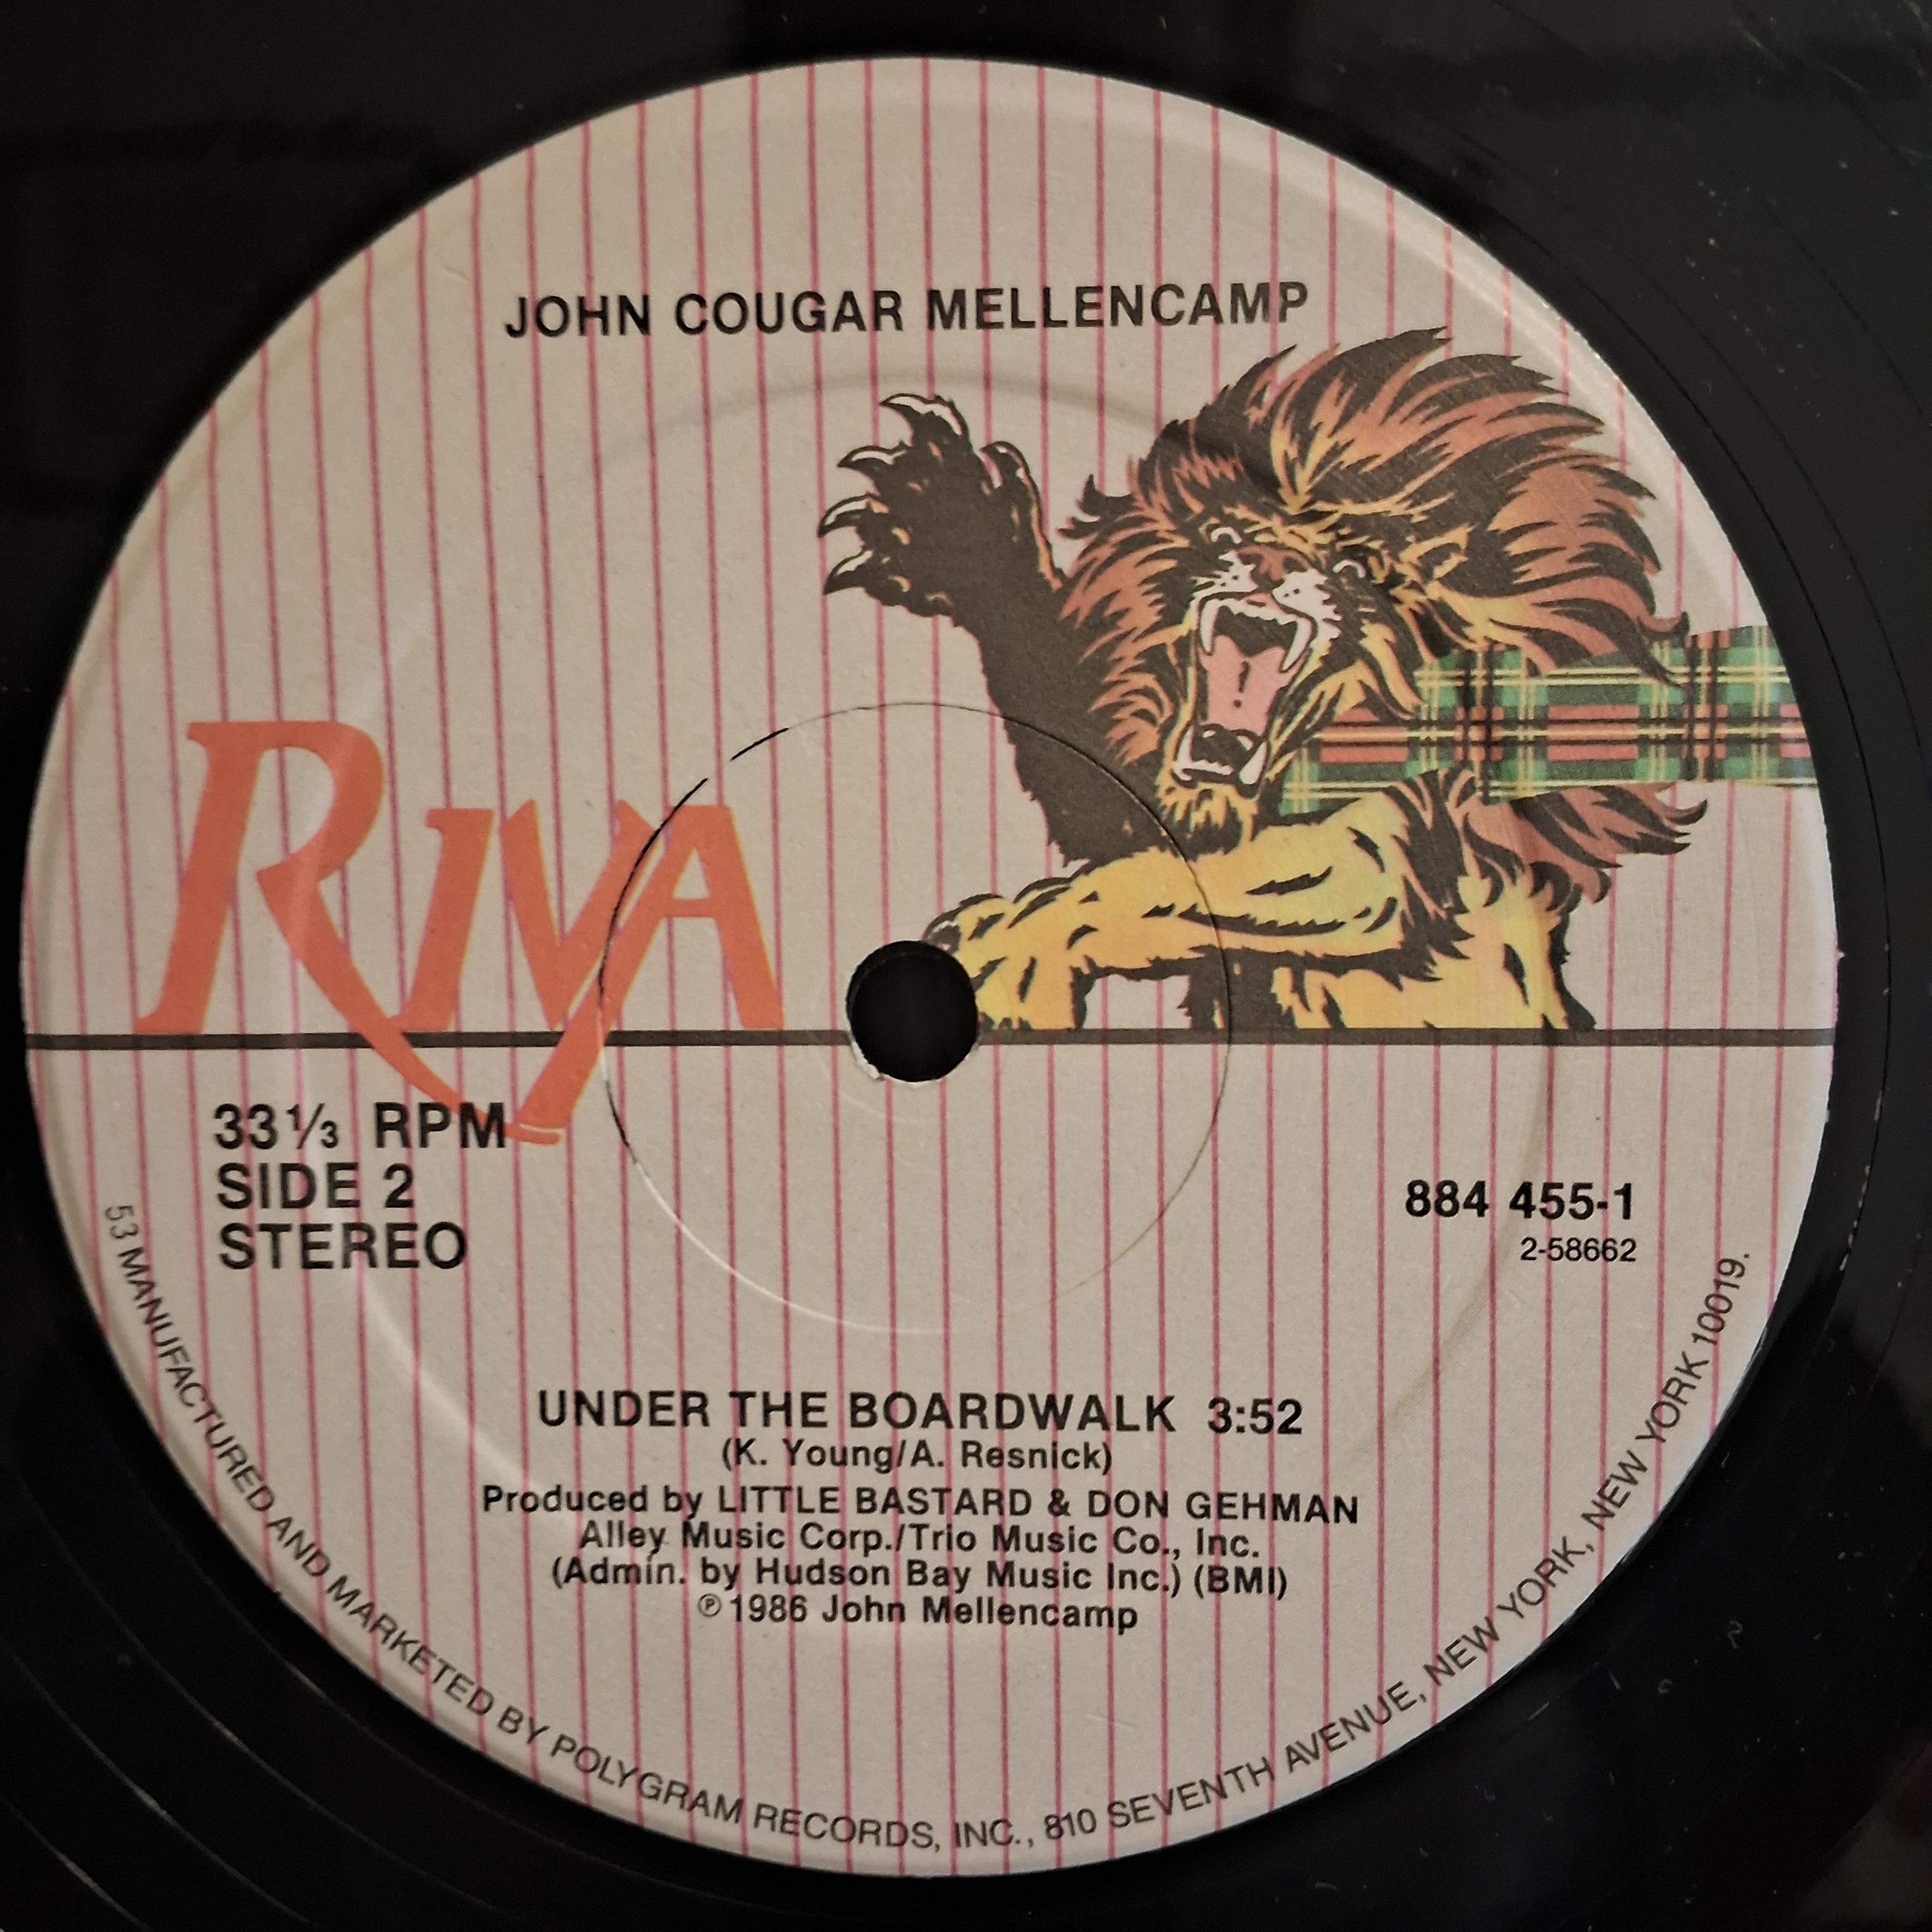 JOHN COUGAR MELLENCAMP
RIVA
33⅓ RPM
SIDE 2
STEREO
884 455-1
2-58662
UNDER THE BOARDWALK 3:52
(K. Young/A. Resnick)
Produced by LITTLE BASTARD & DON GEHMAN
Alley Music Corp./Trio Music Co., Inc.
(Admin. by Hudson Bay Music Inc.) (BMI)
℗ 1986 John Mellencamp
53 MANUFACTURED AND MARKETED BY POLYGRAM RECORDS, INC., 810 SEVENTH AVENUE, NEW YORK, NEW YORK 10019.